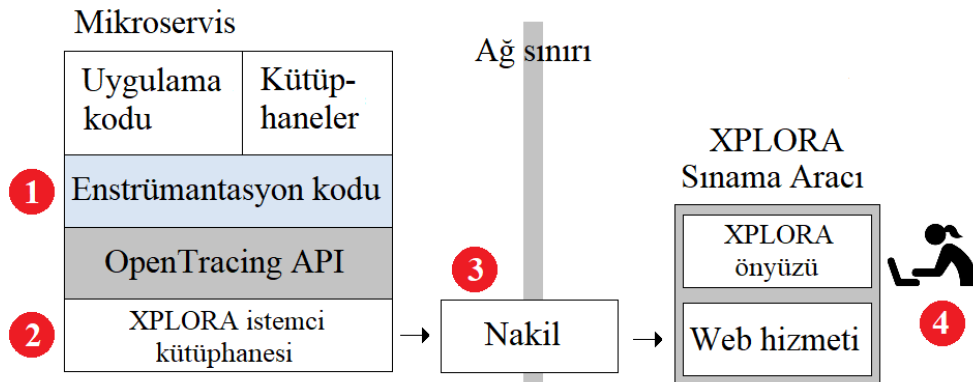 Mikroservis
Uygulama
kodu
Kütüp-
haneler
1
Enstrümantasyon kodu
OpenTracing API
2
XPLORA istemci
kütüphanesi
Ağ sınırı
3
Nakil
XPLORA
Sınama Aracı
XPLORA
önyüzü
Web hizmeti
4